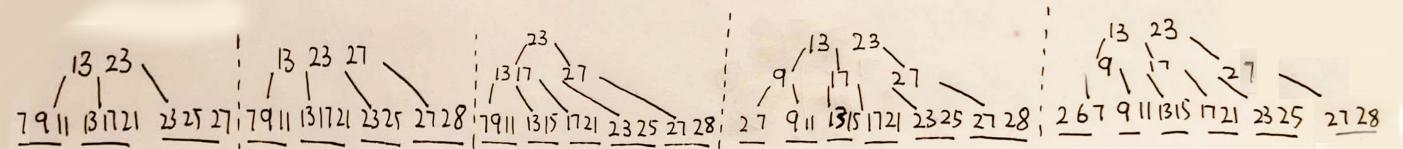 13 23
7 9 11 13 17 21 23 25 27
13 23 27
7 9 11 13 17 21 23 25 27 28
23
13 17 27
7 9 11 13 15 17 21 23 25 27 28
13 23
9 17 27
2 7 9 11 13 15 17 21 23 25 27 28
13 23
9 17 27
2 6 7 9 11 13 15 17 21 23 25 27 28